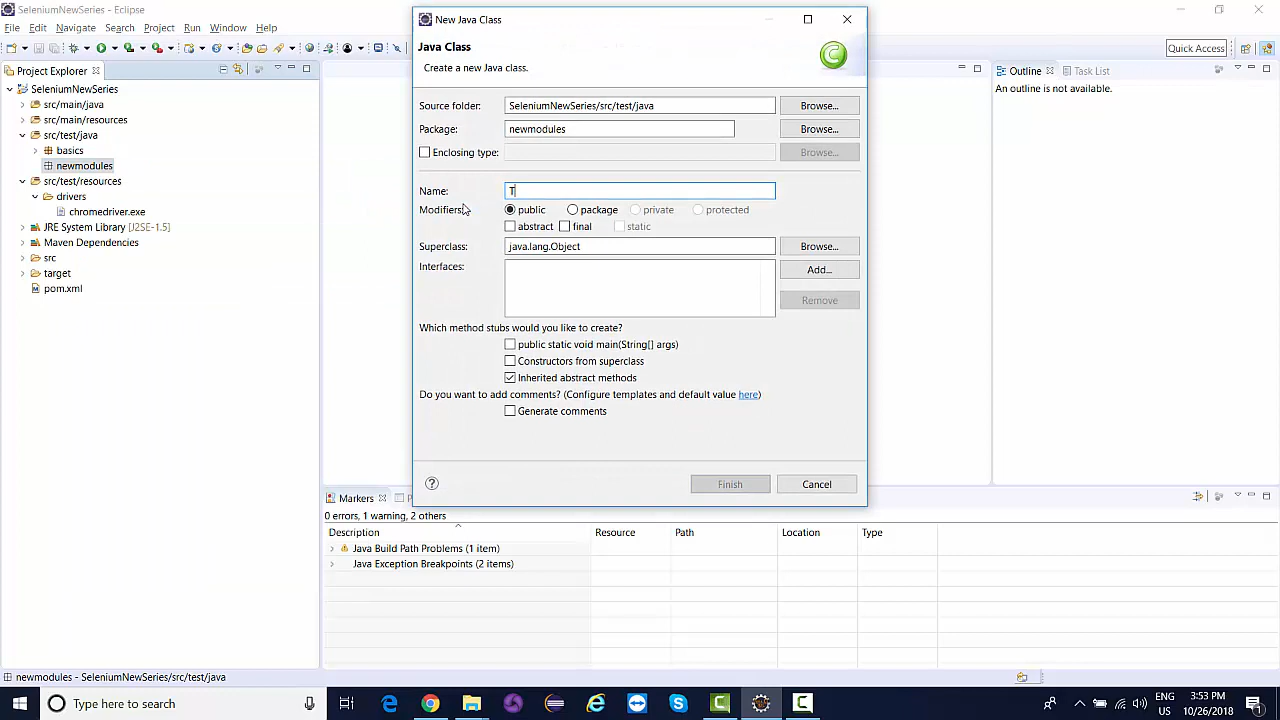 SeleniumNewSeries - Eclipse
File Edit Navigate Search Project Run Window Help
Quick Access
Project Explorer
SeleniumNewSeries
src/main/java
src/main/resources
src/test/java
basics
newmodules
src/test/resources
drivers
chromedriver.exe
JRE System Library [J2SE-1.5]
Maven Dependencies
src
target
pom.xml
New Java Class
Java Class
Create a new Java class.
Source folder: SeleniumNewSeries/src/test/java Browse...
Package: newmodules Browse...
Enclosing type: Browse...
Name: T
Modifiers: public package private protected
abstract final static
Superclass: java.lang.Object Browse...
Interfaces: Add...
Remove
Which method stubs would you like to create?
public static void main(String[] args)
Constructors from superclass
Inherited abstract methods
Do you want to add comments? (Configure templates and default value here)
Generate comments
Finish Cancel
Outline Task List
An outline is not available.
Markers P
0 errors, 1 warning, 2 others
Description Resource Path Location Type
Java Build Path Problems (1 item)
Java Exception Breakpoints (2 items)
newmodules - SeleniumNewSeries/src/test/java
Type here to search
ENG 3:53 PM
US 10/26/2018
1